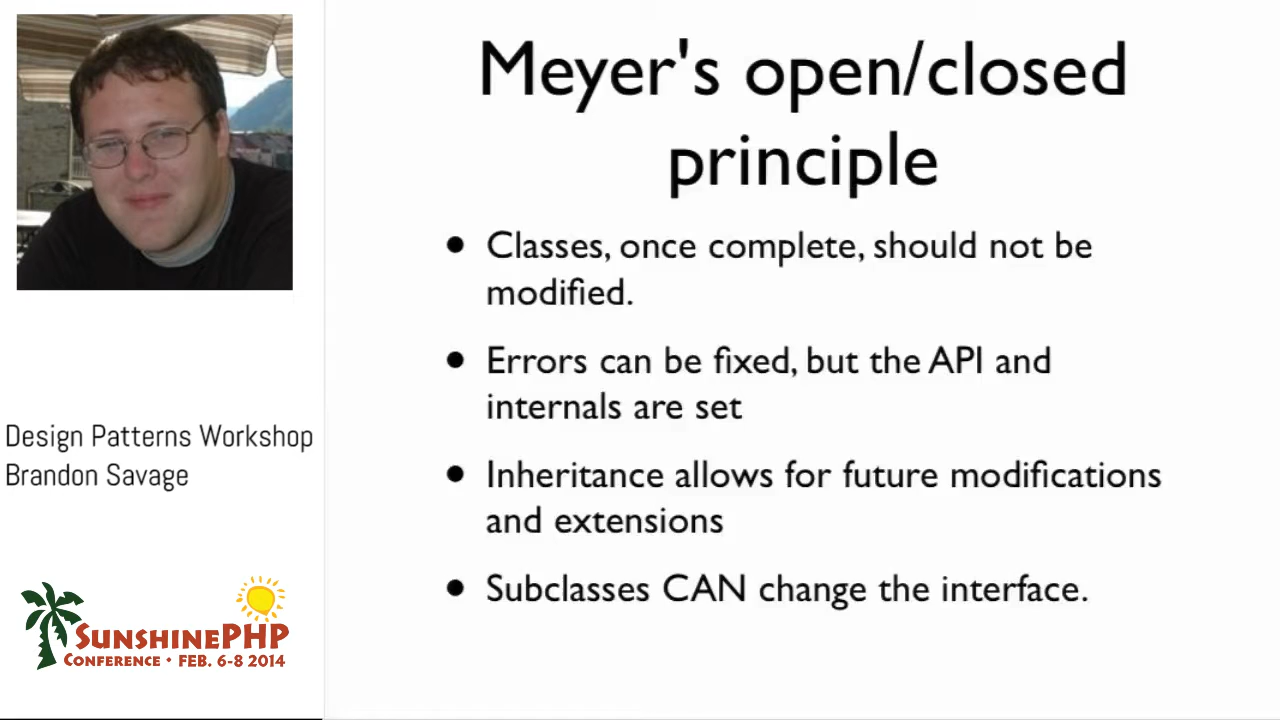 Meyer's open/closed
principle
• Classes, once complete, should not be
modified.
• Errors can be fixed, but the API and
internals are set
• Inheritance allows for future modifications
and extensions
• Subclasses CAN change the interface.
Design Patterns Workshop
Brandon Savage
SUNSHINEPHP
CONFERENCE • FEB. 6-8 2014